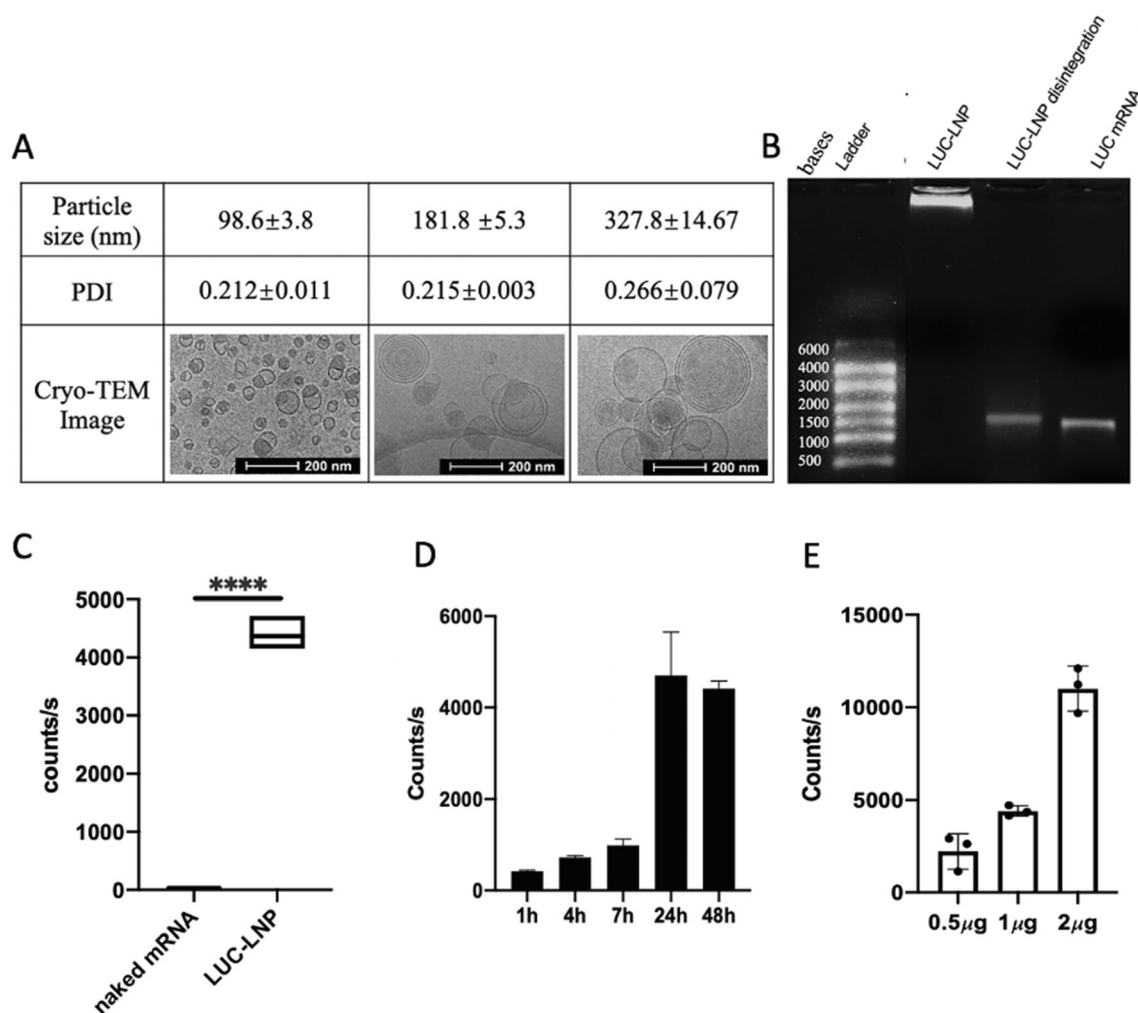 A
Particle
size (nm)
98.6±3.8
181.8 ±5.3
327.8±14.67
PDI
0.212±0.011
0.215±0.003
0.266±0.079
Cryo-TEM
Image
200 nm
200 nm
200 nm
B
bases
Ladder
LUC-LNP
LUC-LNP disintegration
LUC mRNA
6000
4000
3000
2000
1500
1000
500
C
****
5000
4000
3000
2000
1000
0
counts/s
naked mRNA
LUC-LNP
D
6000
4000
2000
0
Counts/s
1h 4h 7h 24h 48h
E
15000
10000
5000
0
Counts/s
0.5µg 1µg 2µg